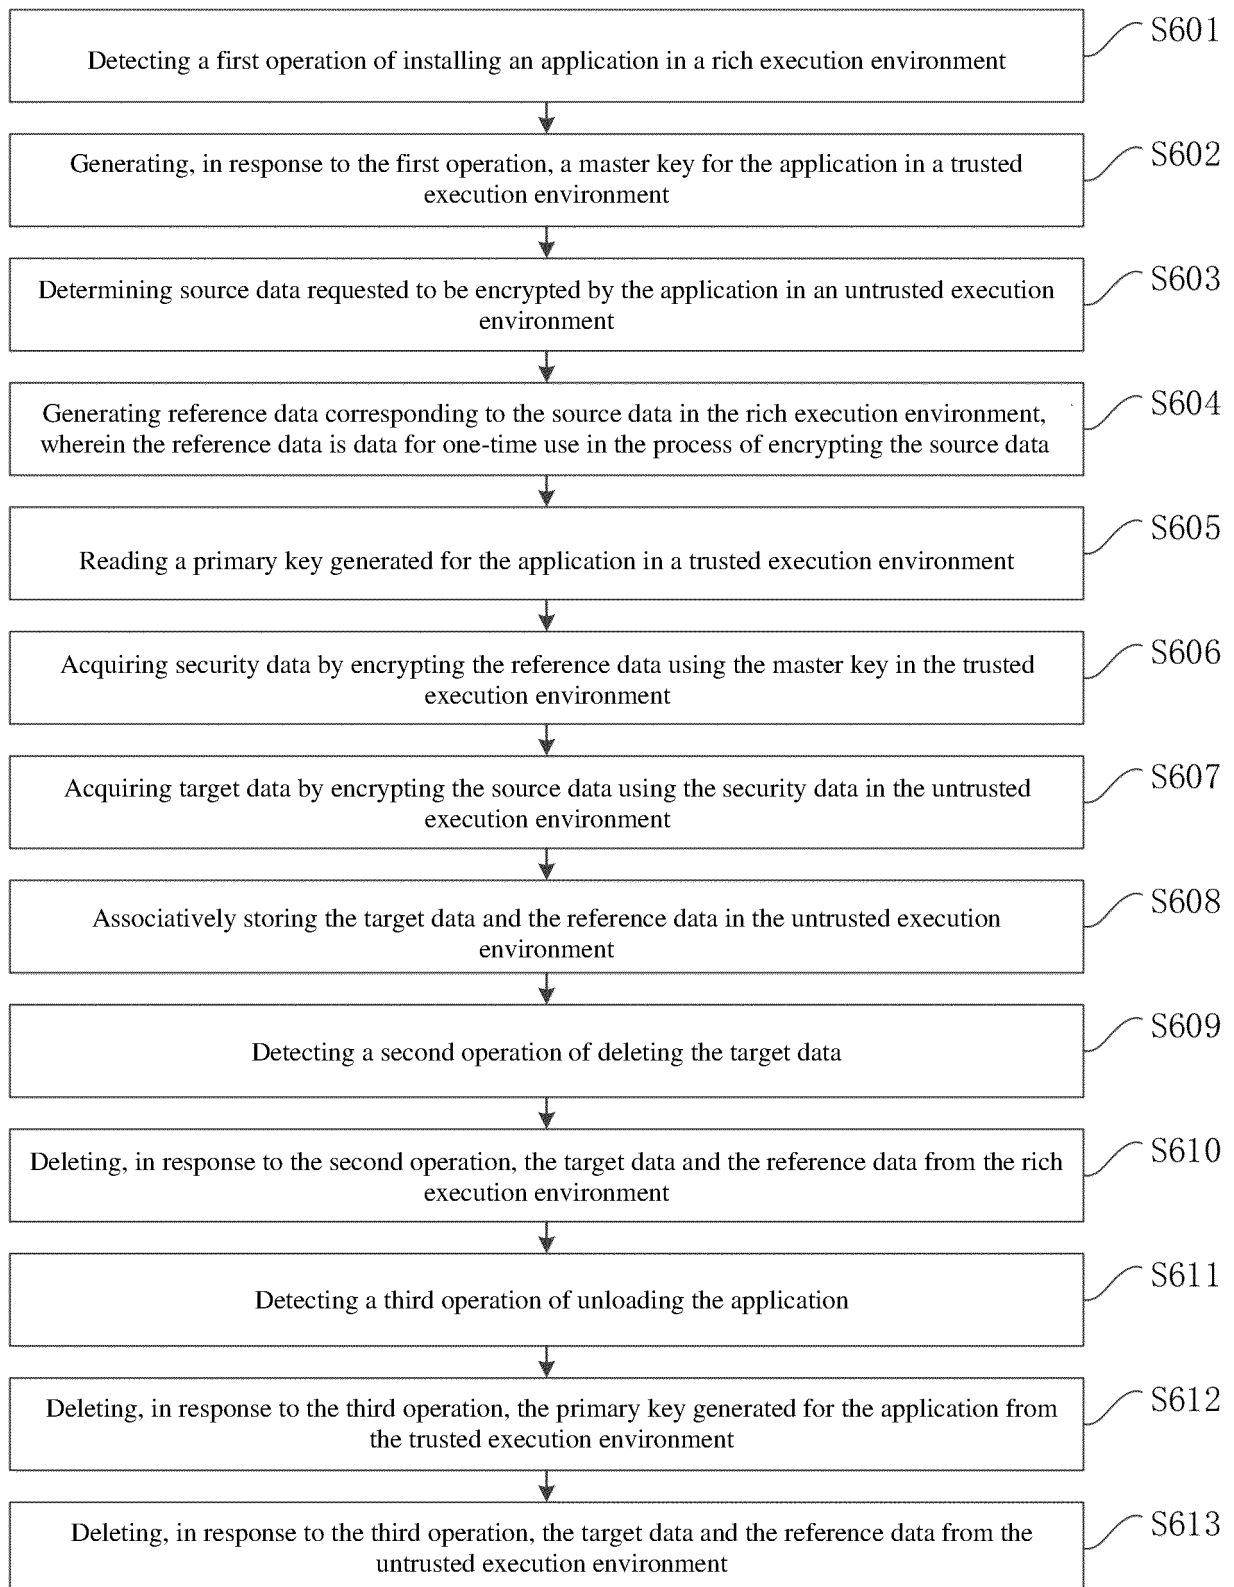 S601
Detecting a first operation of installing an application in a rich execution environment
S602
Generating, in response to the first operation, a master key for the application in a trusted
execution environment
S603
Determining source data requested to be encrypted by the application in an untrusted execution
environment
S604
Generating reference data corresponding to the source data in the rich execution environment,
wherein the reference data is data for one-time use in the process of encrypting the source data
S605
Reading a primary key generated for the application in a trusted execution environment
S606
Acquiring security data by encrypting the reference data using the master key in the trusted
execution environment
S607
Acquiring target data by encrypting the source data using the security data in the untrusted
execution environment
S608
Associatively storing the target data and the reference data in the untrusted execution
environment
S609
Detecting a second operation of deleting the target data
S610
Deleting, in response to the second operation, the target data and the reference data from the rich
execution environment
S611
Detecting a third operation of unloading the application
S612
Deleting, in response to the third operation, the primary key generated for the application from
the trusted execution environment
S613
Deleting, in response to the third operation, the target data and the reference data from the
untrusted execution environment